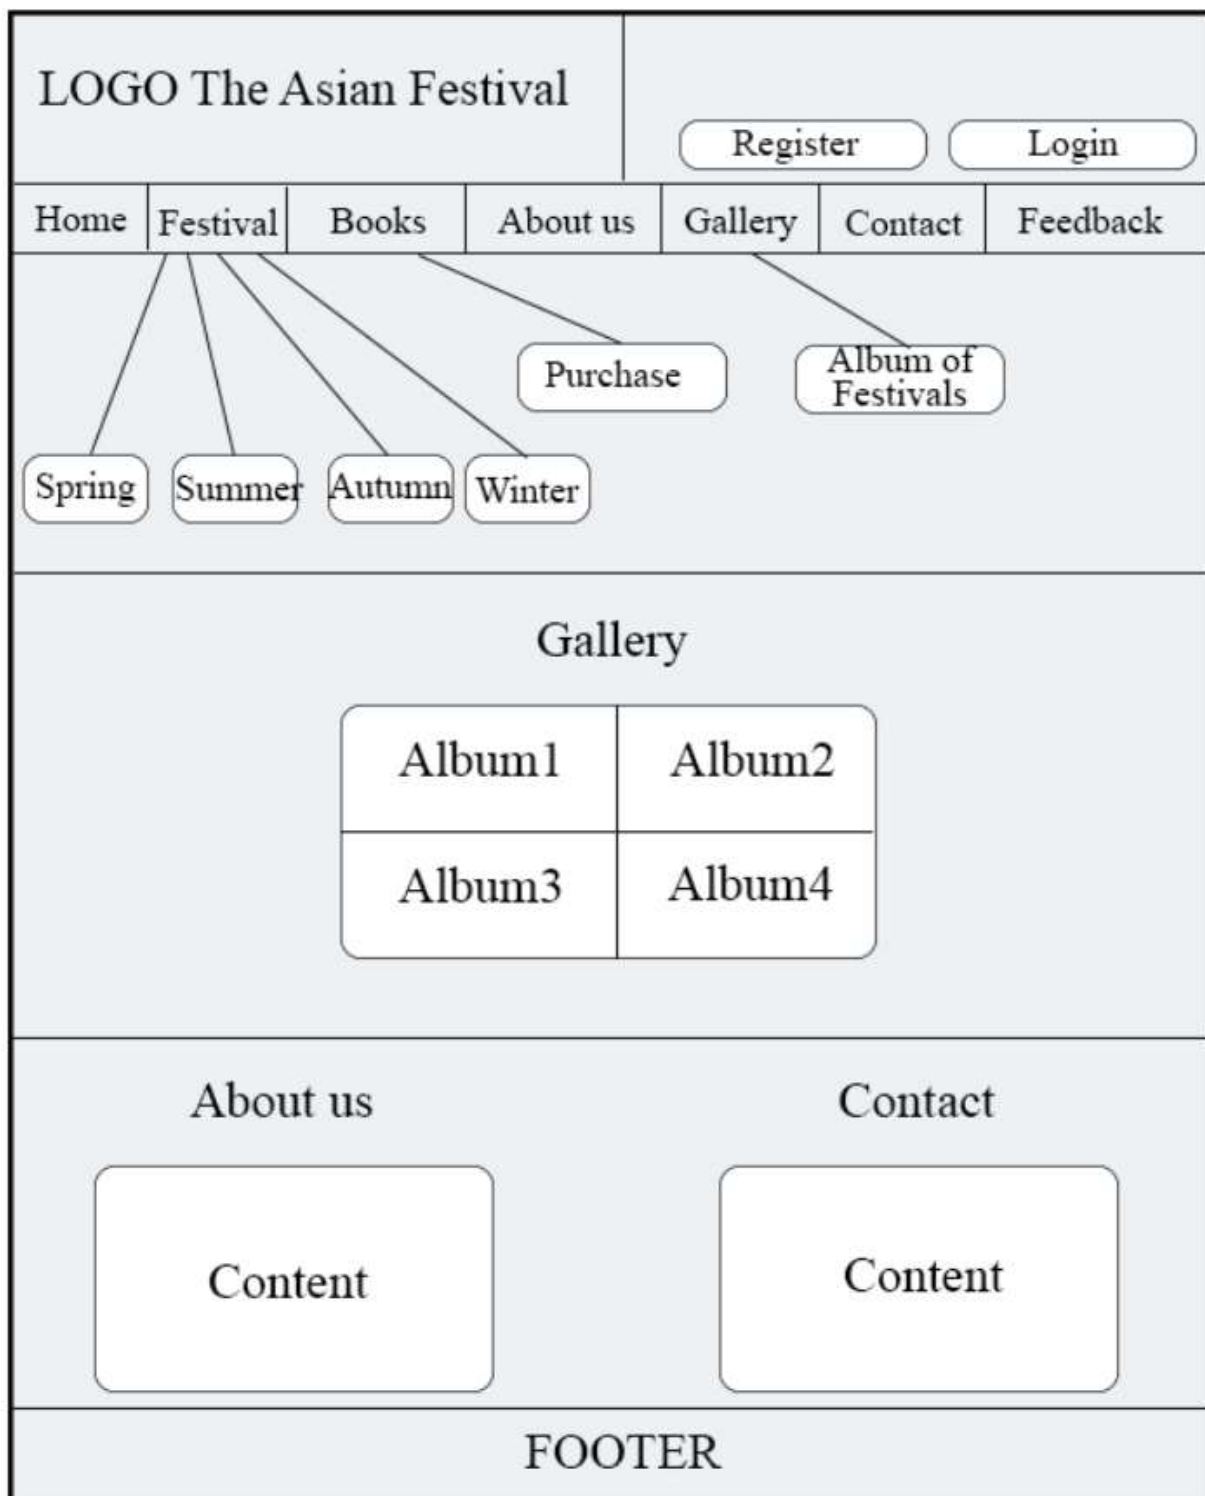 LOGO The Asian Festival
Register
Login
Home
Festival
Books
About us
Gallery
Contact
Feedback
Purchase
Album of
Festivals
Spring
Summer
Autumn
Winter
Gallery
Album1
Album2
Album3
Album4
About us
Contact
Content
Content
FOOTER